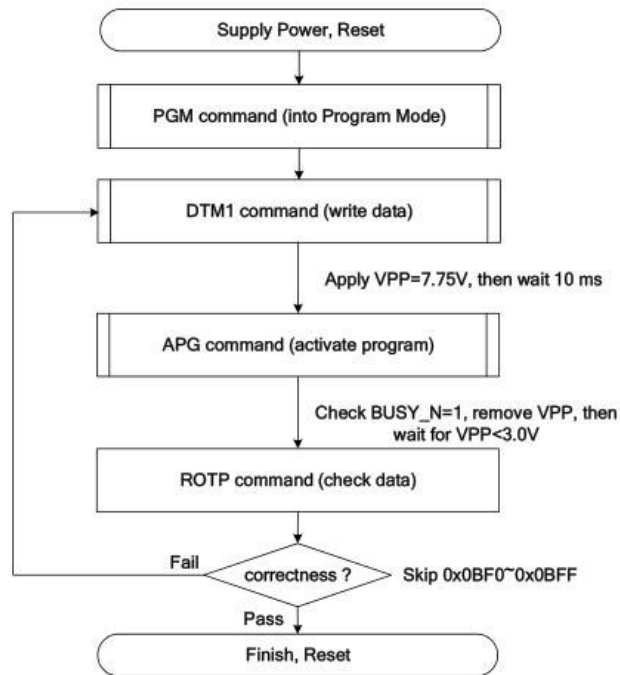 Supply Power, Reset
PGM command (into Program Mode)
DTM1 command (write data)
Apply VPP=7.75V, then wait 10 ms
APG command (activate program)
Check BUSY_N=1, remove VPP, then
wait for VPP<3.0V
ROTP command (check data)
Fail
correctness ?
Skip 0x0BF0~0x0BFF
Pass
Finish, Reset